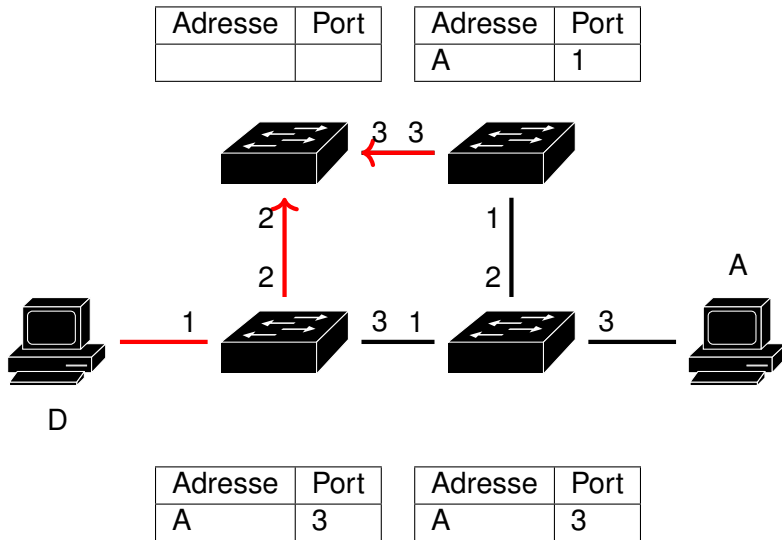 Adresse Port Adresse Port
A 1
3 3
2 1
A
2 2
1 3 1 3
D
Adresse Port Adresse Port
A 3 A 3